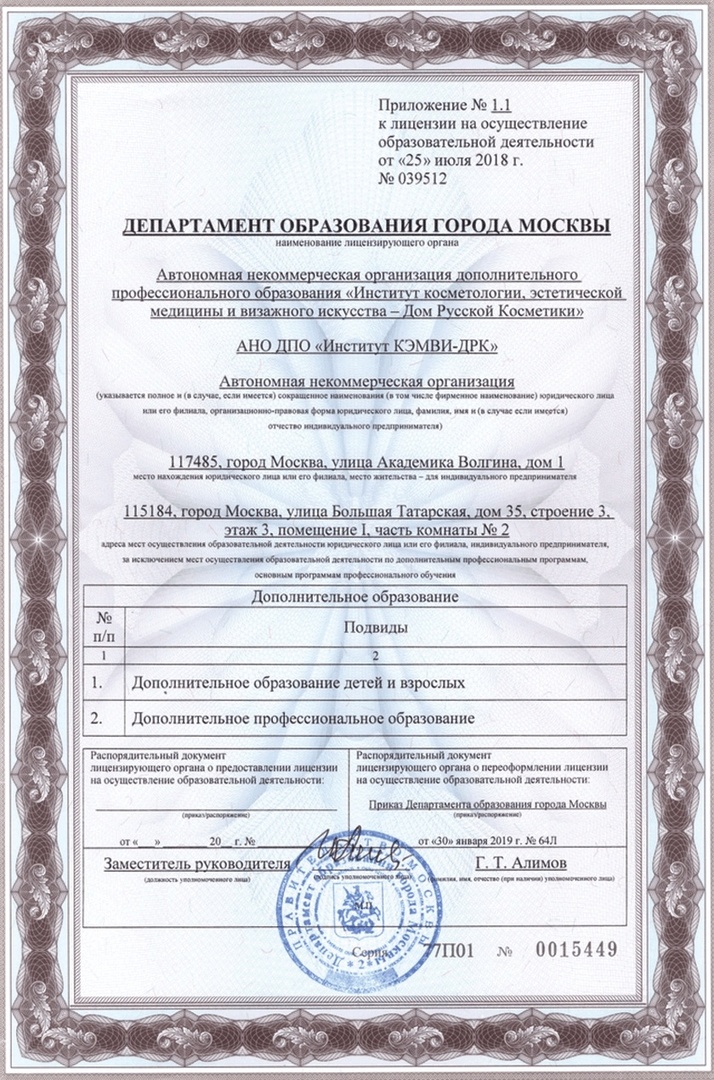 Приложение № 1.1
к лицензии на осуществление
образовательной деятельности
от «25» июля 2018 г.
№ 039512
ДЕПАРТАМЕНТ ОБРАЗОВАНИЯ ГОРОДА МОСКВЫ
наименование лицензирующего органа
Автономная некоммерческая организация дополнительного
профессионального образования «Институт косметологии, эстетической
медицины и визажного искусства – Дом Русской Косметики»
АНО ДПО «Институт КЭМВИ-ДРК»
Автономная некоммерческая организация
(указывается полное и (в случае, если имеется) сокращенное наименования (в том числе фирменное наименование) юридического лица
или его филиала, организационно-правовая форма юридического лица, фамилия, имя и (в случае если имеется)
отчество индивидуального предпринимателя)
117485, город Москва, улица Академика Волгина, дом 1
место нахождения юридического лица или его филиала, место жительства – для индивидуального предпринимателя
115184, город Москва, улица Большая Татарская, дом 35, строение 3,
этаж 3, помещение I, часть комнаты № 2
адреса мест осуществления образовательной деятельности юридического лица или его филиала, индивидуального предпринимателя,
за исключением мест осуществления образовательной деятельности по дополнительным профессиональным программам,
основным программам профессионального обучения
Дополнительное образование
№
п/п
Подвиды
1
2
1. Дополнительное образование детей и взрослых
2. Дополнительное профессиональное образование
Распорядительный документ
лицензирующего органа о предоставлении лицензии
на осуществление образовательной деятельности:
(приказ/распоряжение)
от «__» ________ 20_ г. №
Распорядительный документ
лицензирующего органа о переоформлении лицензии
на осуществление образовательной деятельности:
Приказ Департамента образования города Москвы
(приказ/распоряжение)
от «30» января 2019 г. № 64Л
Заместитель руководителя
(должность уполномоченного лица)
(подпись уполномоченного лица)
Г. Т. Алимов
(фамилия, имя, отчество (при наличии) уполномоченного лица)
ПРАВИТЕЛЬСТВО МОСКВЫ
Департамент образования города Москвы
* 2 *
МП
Серия 77П01 № 0015449